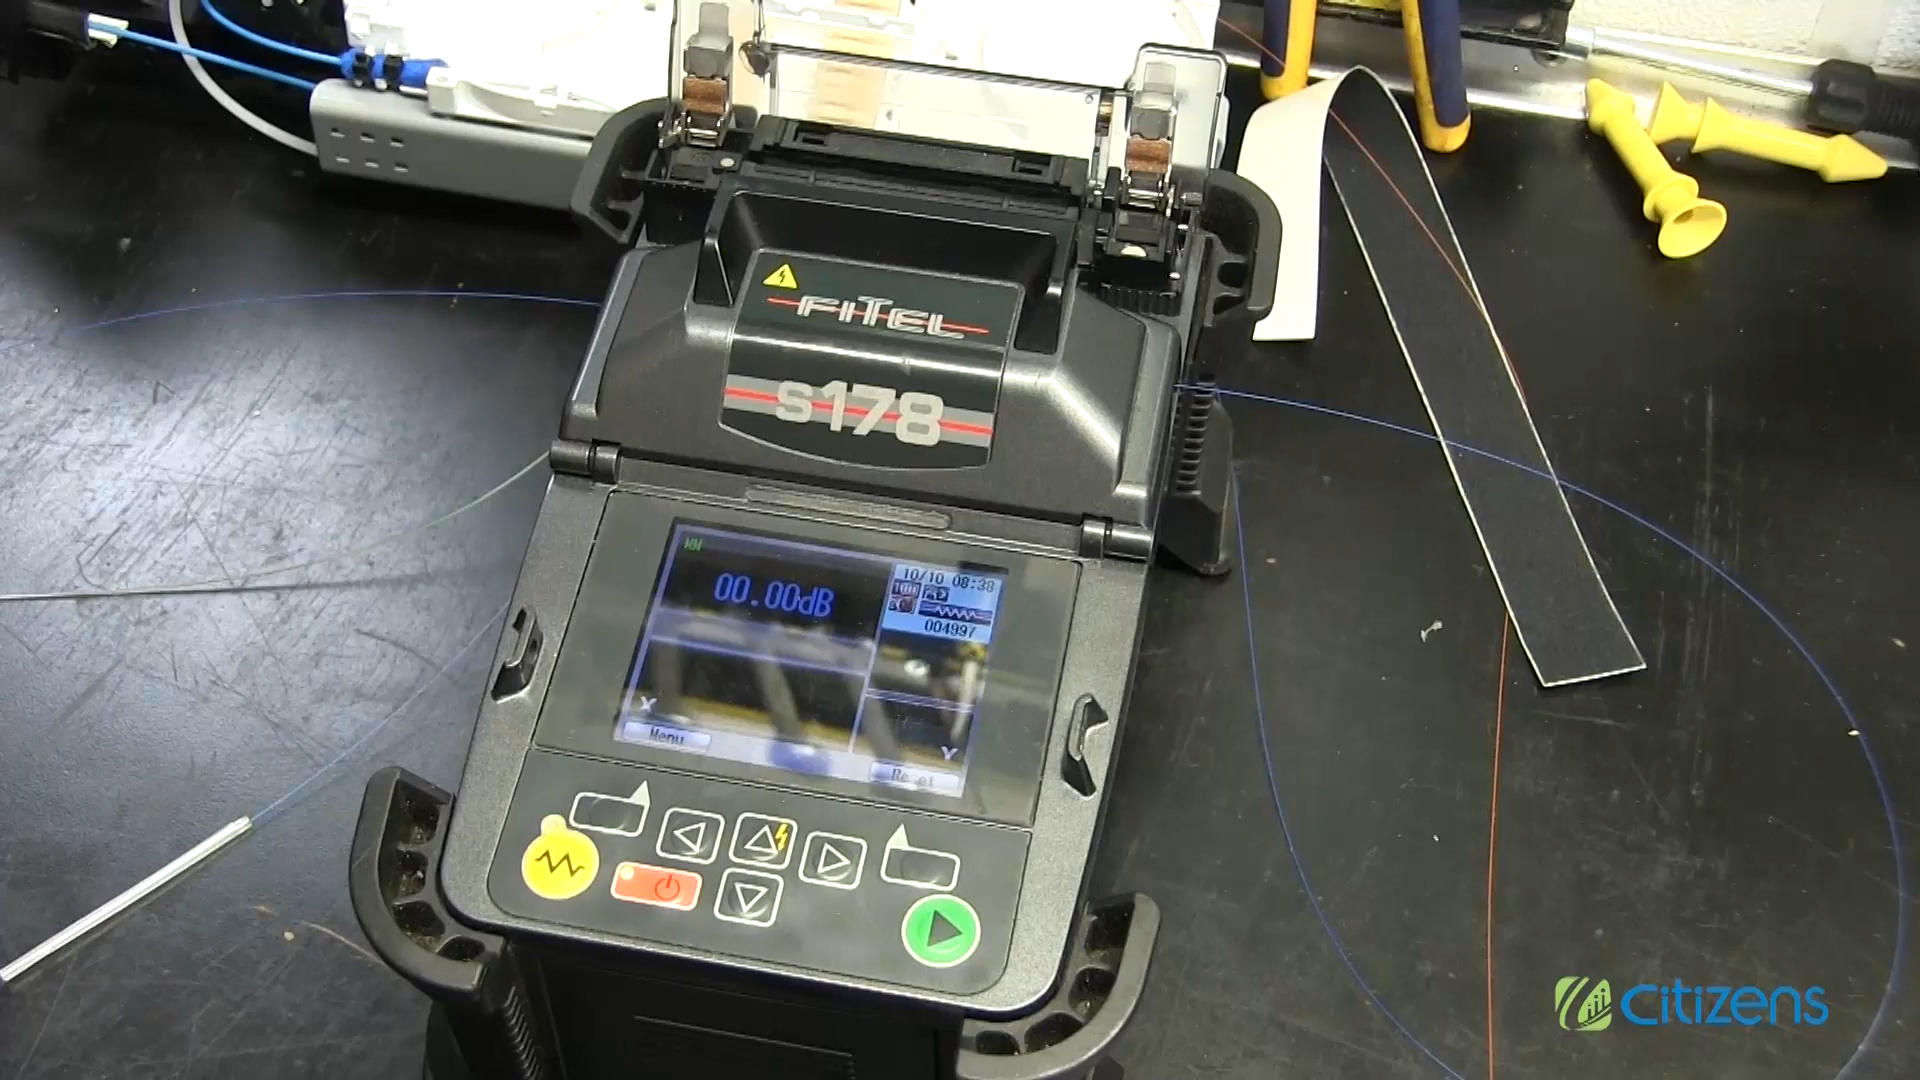 FITEL
S178
00.00dB
10/10 08:38
004997
X
Y
Menu
Reset
Citizens